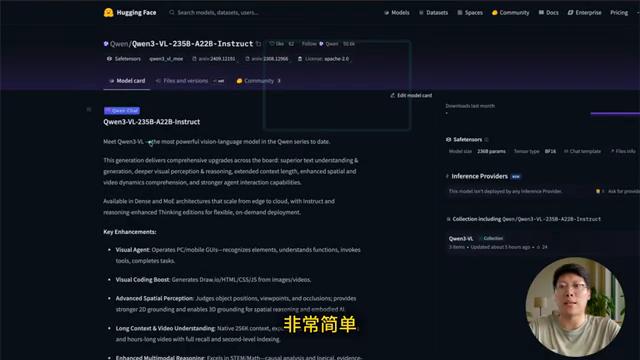 Hugging Face
Search models, datasets, users...
Models
Datasets
Spaces
Community
Docs
Enterprise
Pricing
Qwen/Qwen3-VL-235B-A22B-Instruct
like 62
Follow Qwen 50.6k
Safetensors
qwen3_vl_moe
arxiv:2409.12191
arxiv:2308.12966
License: apache-2.0
Model card
Files and versions
xet
Community 3
Edit model card
Qwen Chat
Qwen3-VL-235B-A22B-Instruct
Meet Qwen3-VL — the most powerful vision-language model in the Qwen series to date.
This generation delivers comprehensive upgrades across the board: superior text understanding &
generation, deeper visual perception & reasoning, extended context length, enhanced spatial and
video dynamics comprehension, and stronger agent interaction capabilities.
Available in Dense and MoE architectures that scale from edge to cloud, with Instruct and
reasoning-enhanced Thinking editions for flexible, on-demand deployment.
Key Enhancements:
Visual Agent: Operates PC/mobile GUIs—recognizes elements, understands functions, invokes
tools, completes tasks.
Visual Coding Boost: Generates Draw.io/HTML/CSS/JS from images/videos.
Advanced Spatial Perception: Judges object positions, viewpoints, and occlusions; provides
stronger 2D grounding and enables 3D grounding for spatial reasoning and embodied AI.
Long Context & Video Understanding: Native 256K context,
and hours-long video with full recall and second-level indexing.
Enhanced Multimodal Reasoning: Excels in STEM/Math—causal analysis and logical, evidence-
Downloads last month
-
Safetensors
Model size 236B params
Tensor type BF16
Chat template
Files info
Inference Providers NEW
This model isn't deployed by any Inference Provider.
Ask for provide
Collection including Qwen/Qwen3-VL-235B-A22B-Instruct
Qwen3-VL
Collection
3 items • Updated about 5 hours ago • 24
非常简单